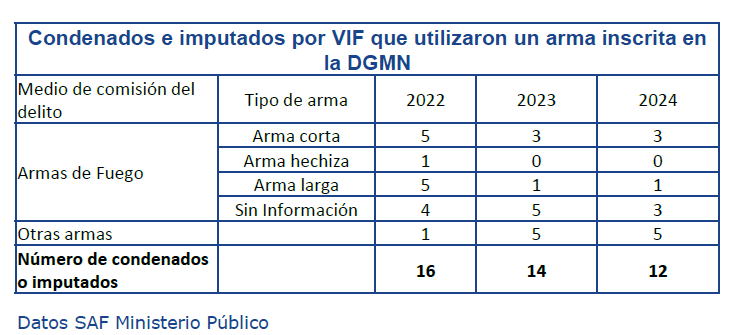 Condenados e imputados por VIF que utilizaron un arma inscrita en
la DGMN
Medio de comisión del
delito Tipo de arma 2022 2023 2024
Armas de Fuego
Arma corta 5 3 3
Arma hechiza 1 0 0
Arma larga 5 1 1
Sin Información 4 5 3
Otras armas 1 5 5
Número de condenados
o imputados 16 14 12
Datos SAF Ministerio Público